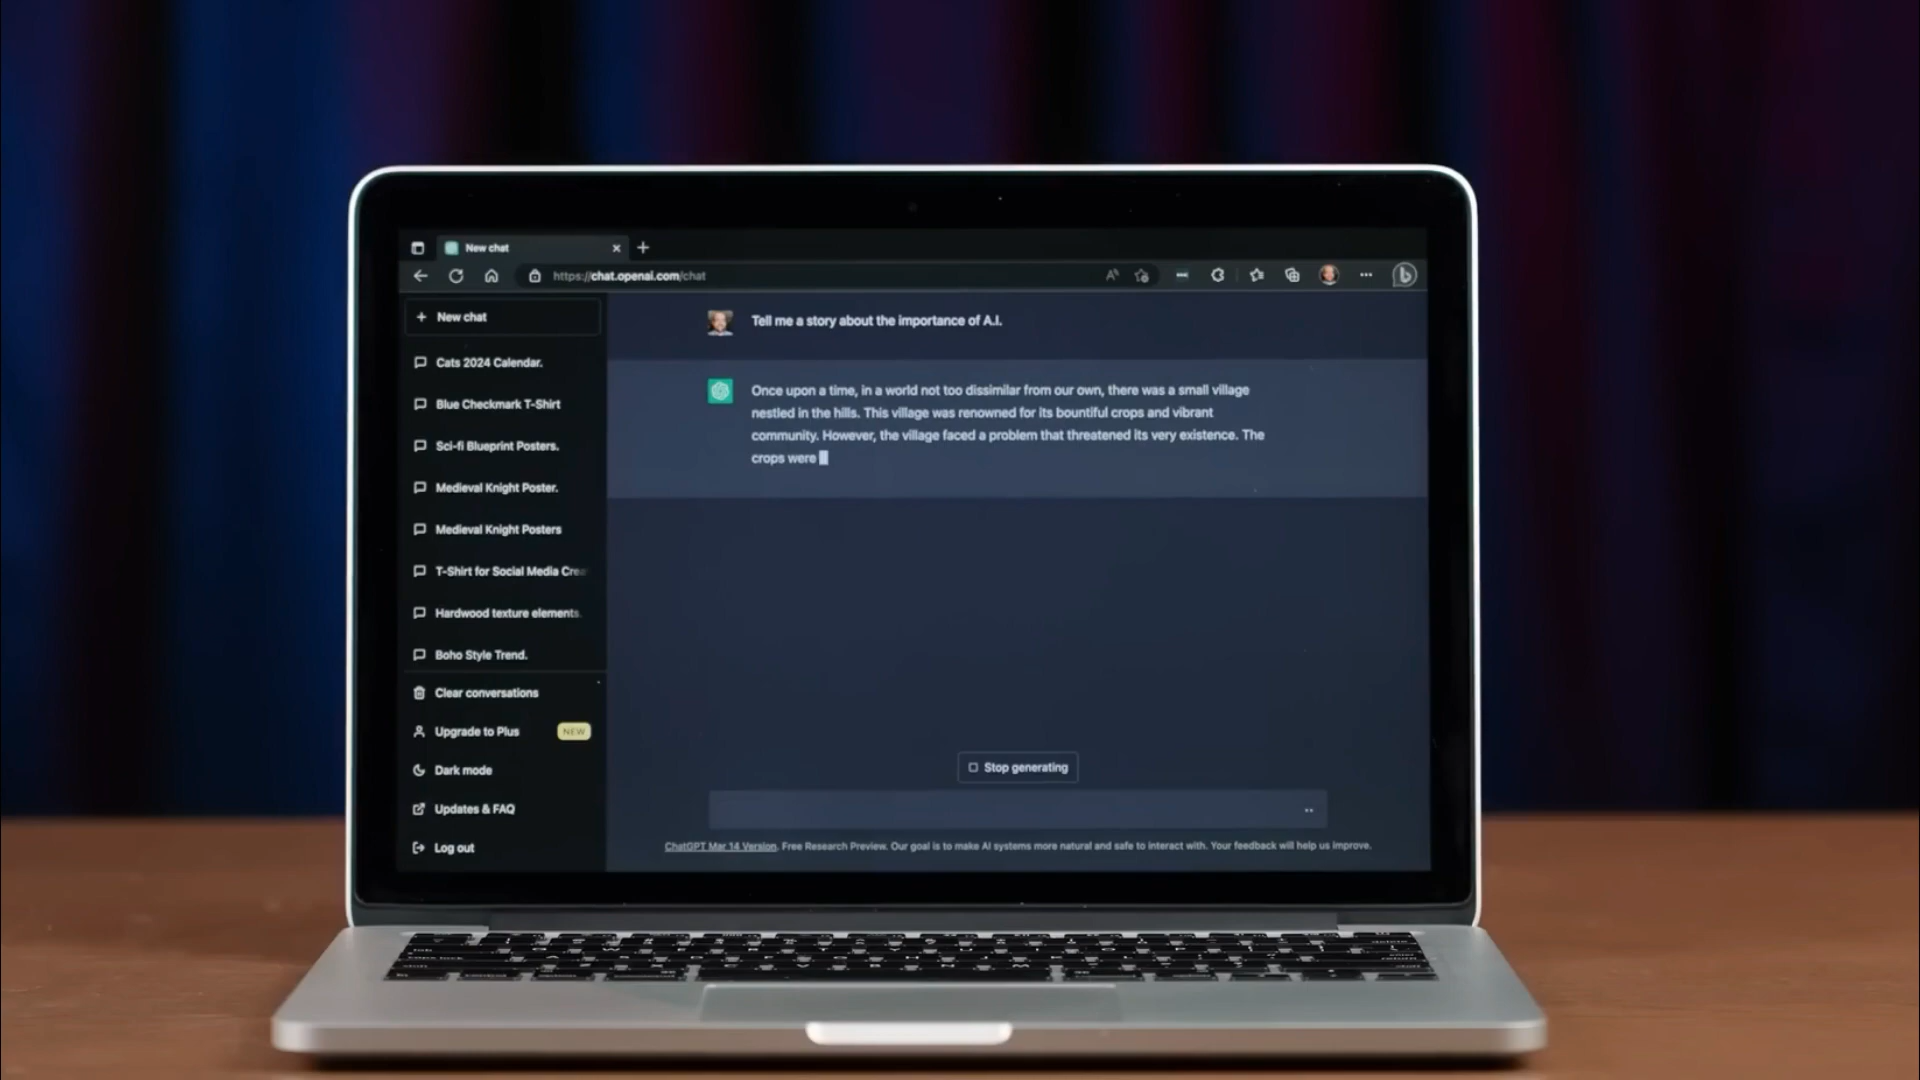 New chat
https://chat.openai.com/chat
New chat
Cats 2024 Calendar.
Blue Checkmark T-Shirt
Sci-fi Blueprint Posters.
Medieval Knight Poster.
Medieval Knight Posters
T-Shirt for Social Media Cre
Hardwood texture elements.
Boho Style Trend.
Clear conversations
Upgrade to Plus NEW
Dark mode
Updates & FAQ
Log out
Tell me a story about the importance of A.I.
Once upon a time, in a world not too dissimilar from our own, there was a small village
nestled in the hills. This village was renowned for its bountiful crops and vibrant
community. However, the village faced a problem that threatened its very existence. The
crops were
Stop generating
ChatGPT Mar 14 Version. Free Research Preview. Our goal is to make AI systems more natural and safe to interact with. Your feedback will help us improve.